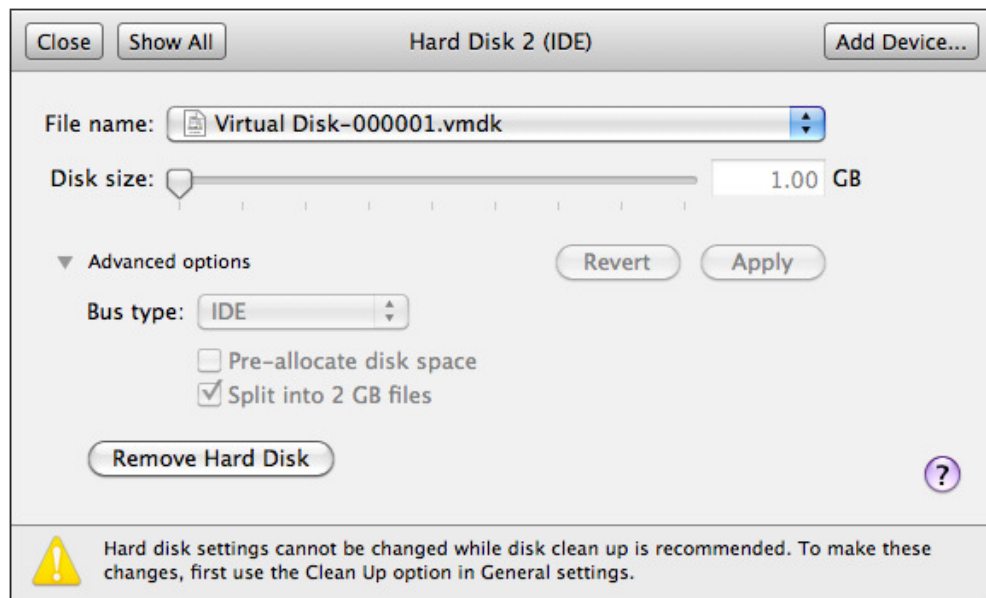 Close Show All Hard Disk 2 (IDE) Add Device...
File name: Virtual Disk-000001.vmdk
Disk size: 1.00 GB
Advanced options Revert Apply
Bus type: IDE
Pre-allocate disk space
Split into 2 GB files
Remove Hard Disk
?
Hard disk settings cannot be changed while disk clean up is recommended. To make these
changes, first use the Clean Up option in General settings.